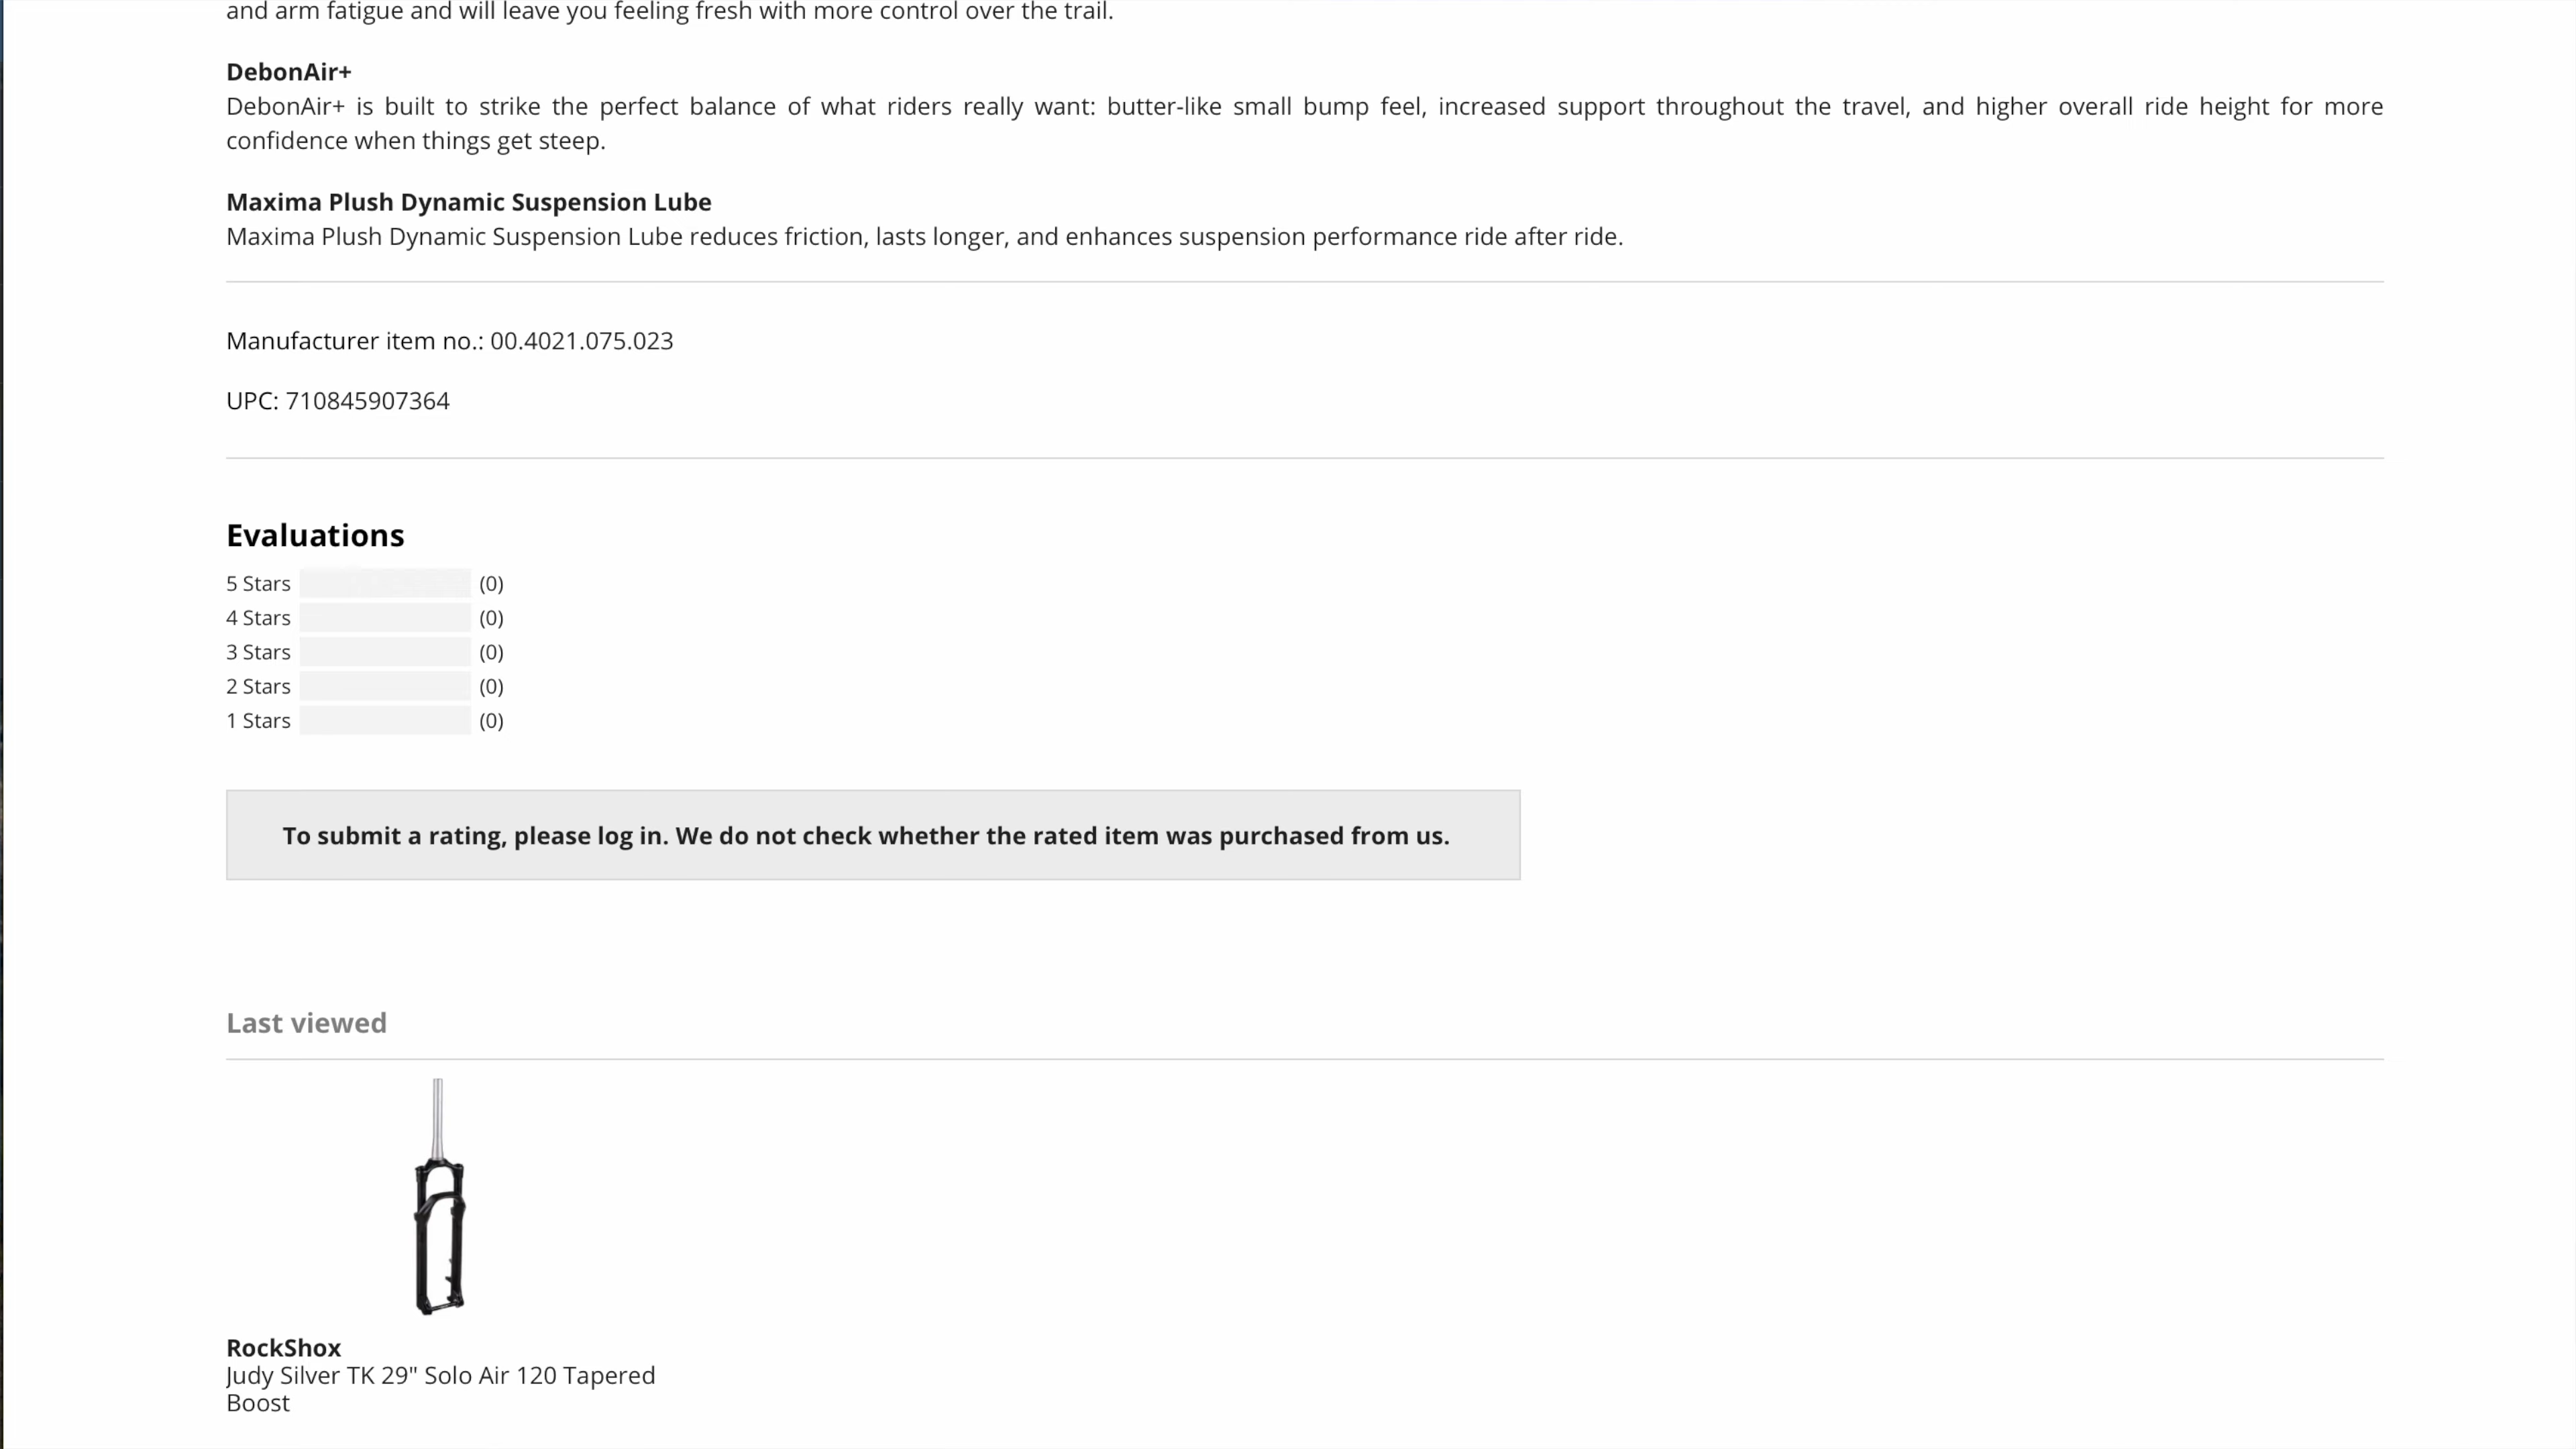 and arm fatigue and will leave you feeling fresh with more control over the trail.
DebonAir+
DebonAir+ is built to strike the perfect balance of what riders really want: butter-like small bump feel, increased support throughout the travel, and higher overall ride height for more
confidence when things get steep.
Maxima Plush Dynamic Suspension Lube
Maxima Plush Dynamic Suspension Lube reduces friction, lasts longer, and enhances suspension performance ride after ride.
Manufacturer item no.: 00.4021.075.023
UPC: 710845907364
Evaluations
5 Stars (0)
4 Stars (0)
3 Stars (0)
2 Stars (0)
1 Stars (0)
To submit a rating, please log in. We do not check whether the rated item was purchased from us.
Last viewed
RockShox
Judy Silver TK 29" Solo Air 120 Tapered
Boost